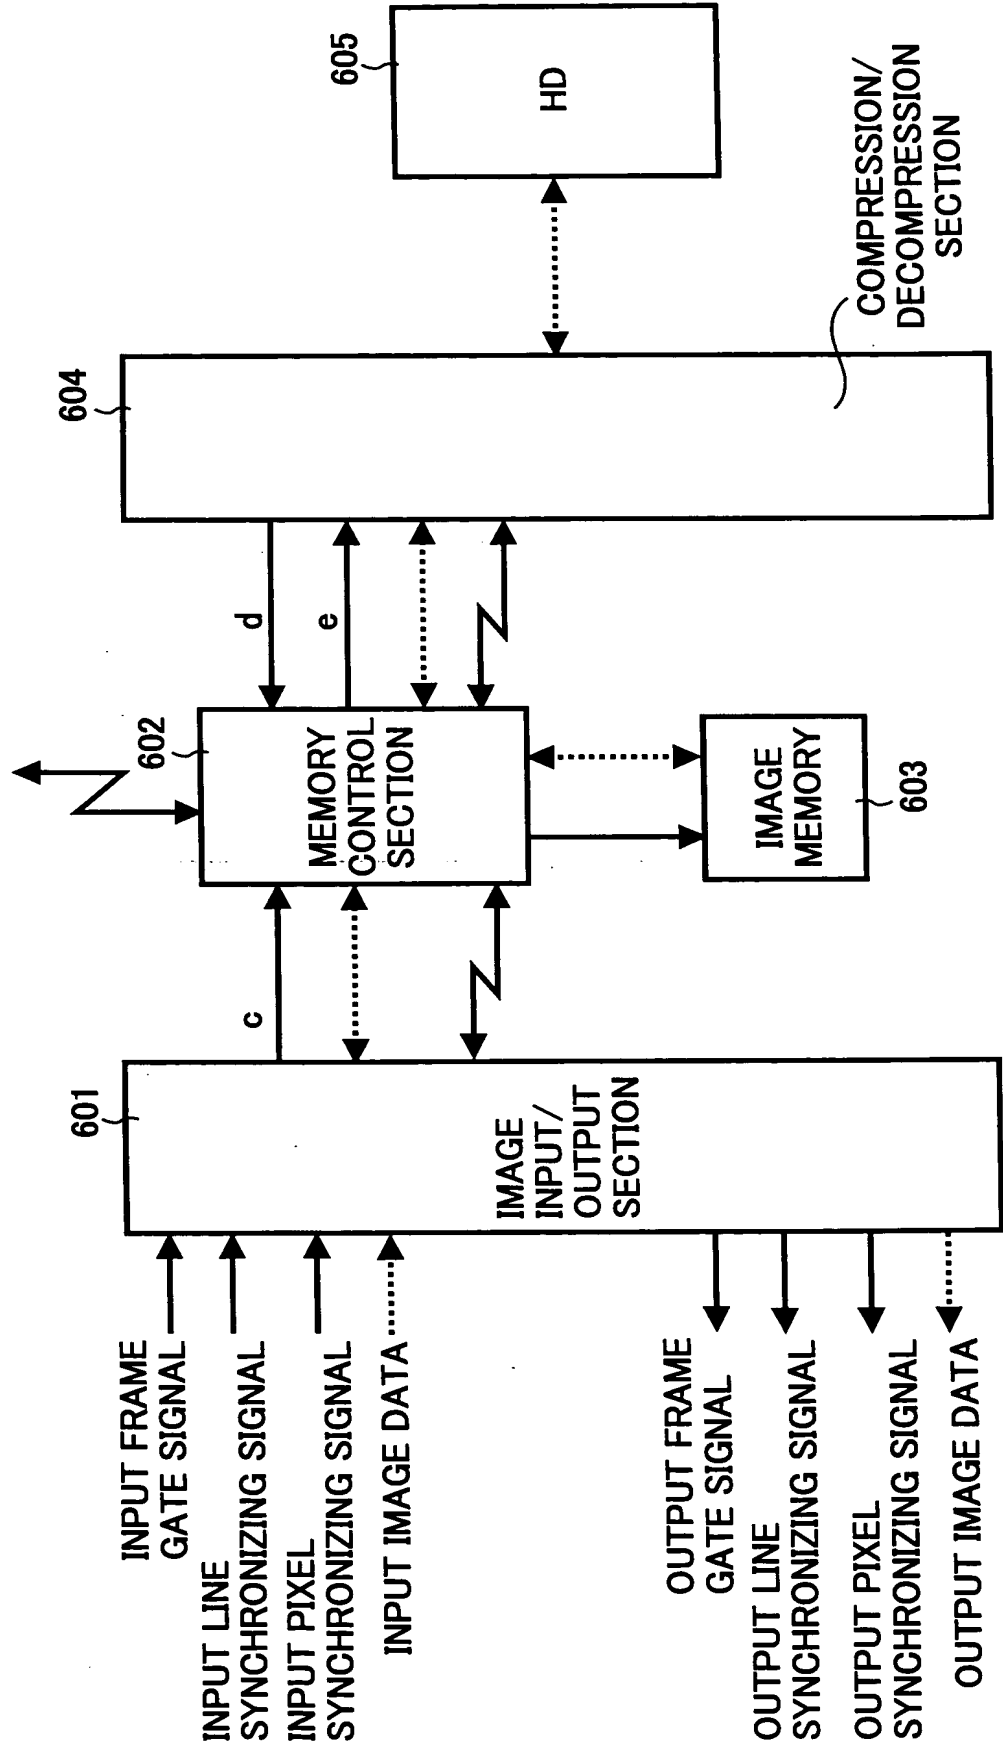 INPUT FRAME
GATE SIGNAL
INPUT LINE
SYNCHRONIZING SIGNAL
INPUT PIXEL
SYNCHRONIZING SIGNAL
INPUT IMAGE DATA
OUTPUT FRAME
GATE SIGNAL
OUTPUT LINE
SYNCHRONIZING SIGNAL
OUTPUT PIXEL
SYNCHRONIZING SIGNAL
OUTPUT IMAGE DATA
601
IMAGE
INPUT/
OUTPUT
SECTION
c
602
MEMORY
CONTROL
SECTION
d
e
IMAGE
MEMORY
603
604
COMPRESSION/
DECOMPRESSION
SECTION
605
HD